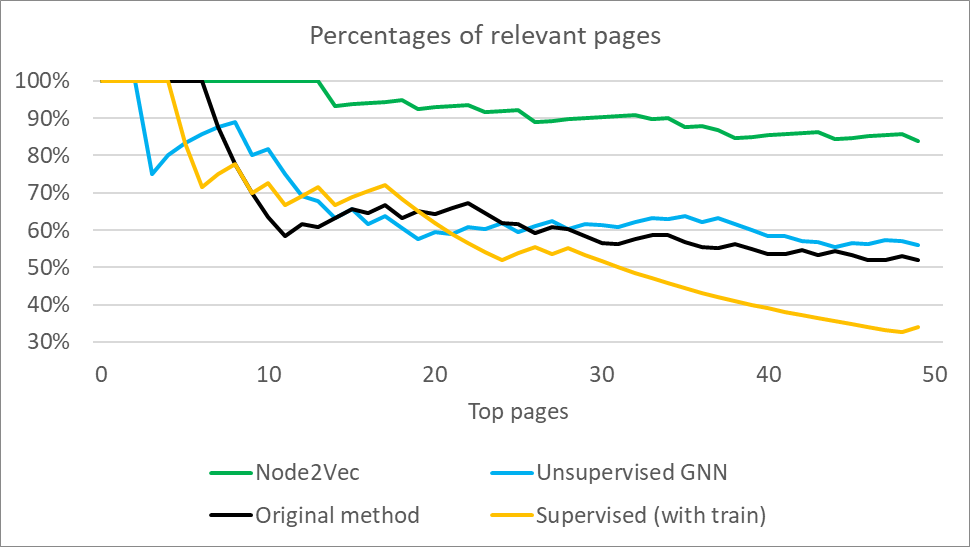 Percentages of relevant pages
100%
90%
80%
70%
60%
50%
40%
30%
0 10 20 30 40 50
Top pages
Node2Vec Unsupervised GNN
Original method Supervised (with train)